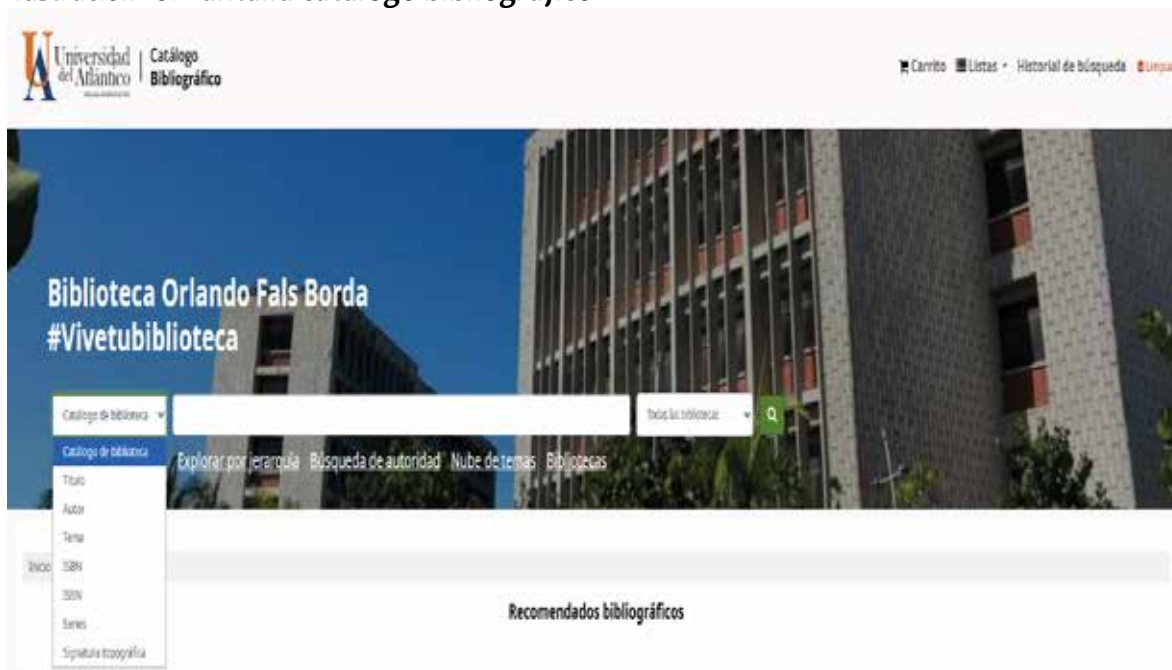 Universidad
del Atlántico
Catálogo
Bibliográfico
Carrito Listas Historial de búsqueda
Biblioteca Orlando Fals Borda
#Vivetubiblioteca
Catálogo de biblioteca
Todas las bibliotecas
Catálogo de biblioteca
Explorar por jerarquía Búsqueda de autoridad Nube de temas Bibliotecas
Título
Autor
Tema
Inicio
ISBN
ISSN
Series
Signatura topográfica
Recomendados bibliográficos